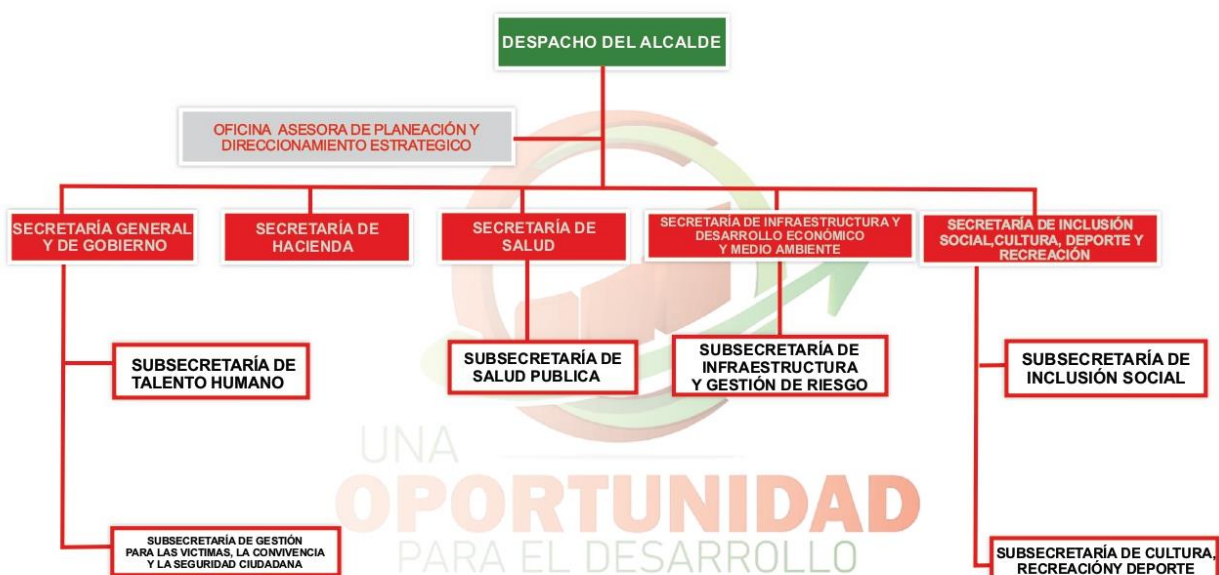 DESPACHO DEL ALCALDE
OFICINA ASESORA DE PLANEACIÓN Y
DIRECCIONAMIENTO ESTRATEGICO
SECRETARÍA GENERAL
Y DE GOBIERNO
SECRETARÍA DE
HACIENDA
SECRETARÍA DE
SALUD
SECRETARÍA DE INFRAESTRUCTURA Y
DESARROLLO ECONÓMICO
Y MEDIO AMBIENTE
SECRETARÍA DE INCLUSIÓN
SOCIAL,CULTURA, DEPORTE Y
RECREACIÓN
SUBSECRETARÍA DE
TALENTO HUMANO
SUBSECRETARÍA DE
SALUD PUBLICA
SUBSECRETARÍA DE
INFRAESTRUCTURA
Y GESTIÓN DE RIESGO
SUBSECRETARÍA DE
INCLUSIÓN SOCIAL
UNA
OPORTUNIDAD
PARA EL DESARROLLO
SUBSECRETARÍA DE GESTIÓN
PARA LAS VICTIMAS, LA CONVIVENCIA
Y LA SEGURIDAD CIUDADANA
SUBSECRETARÍA DE CULTURA,
RECREACIÓNY DEPORTE